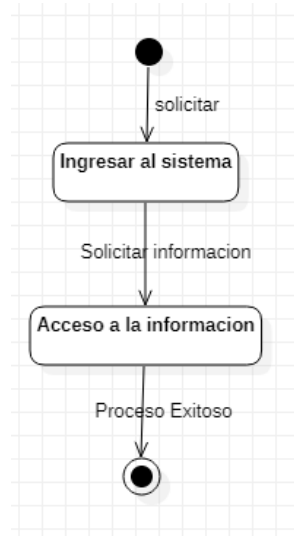 solicitar
Ingresar al sistema
Solicitar informacion
Acceso a la informacion
Proceso Exitoso